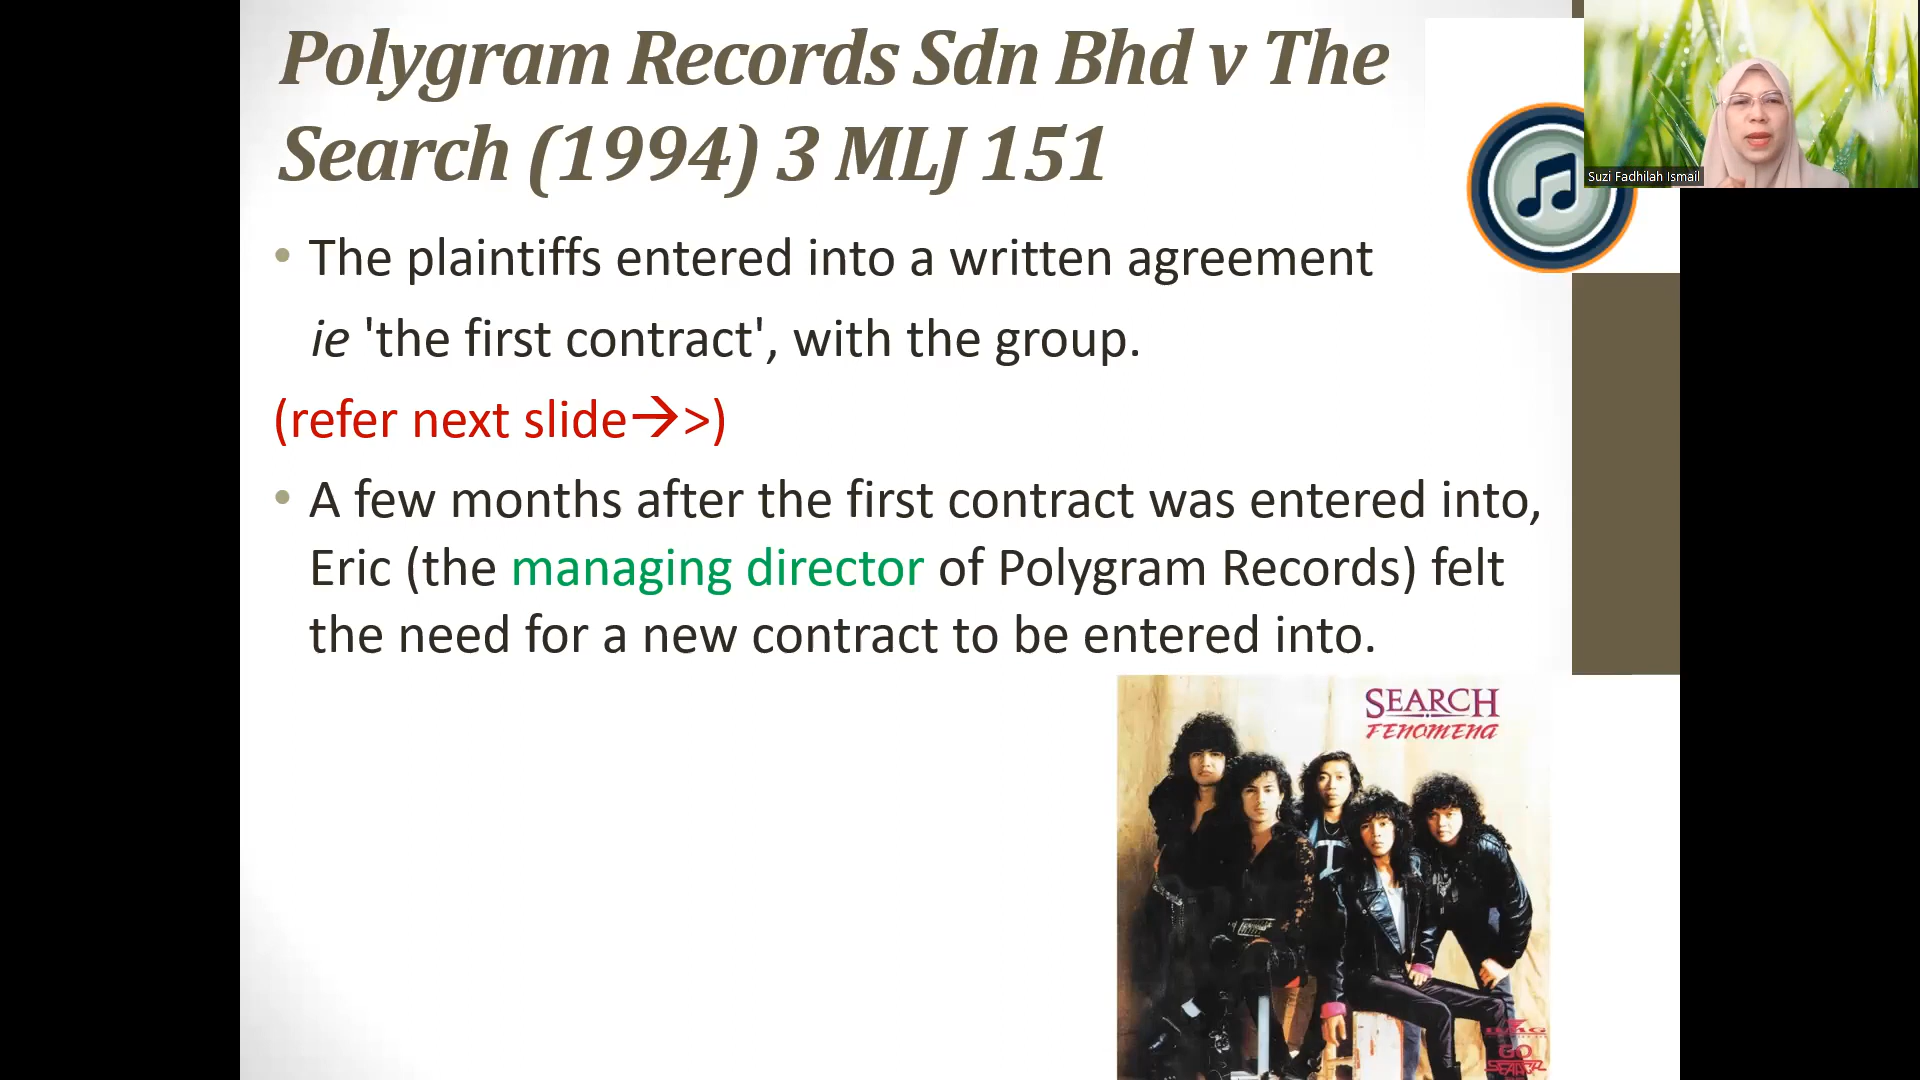 Polygram Records Sdn Bhd v The
Search (1994) 3 MLJ 151
Suzi Fadhilah Ismail
• The plaintiffs entered into a written agreement
ie 'the first contract', with the group.
(refer next slide→>)
• A few months after the first contract was entered into,
Eric (the managing director of Polygram Records) felt
the need for a new contract to be entered into.
SEARCH
FENOMENA
BMG
GO
SEARCH